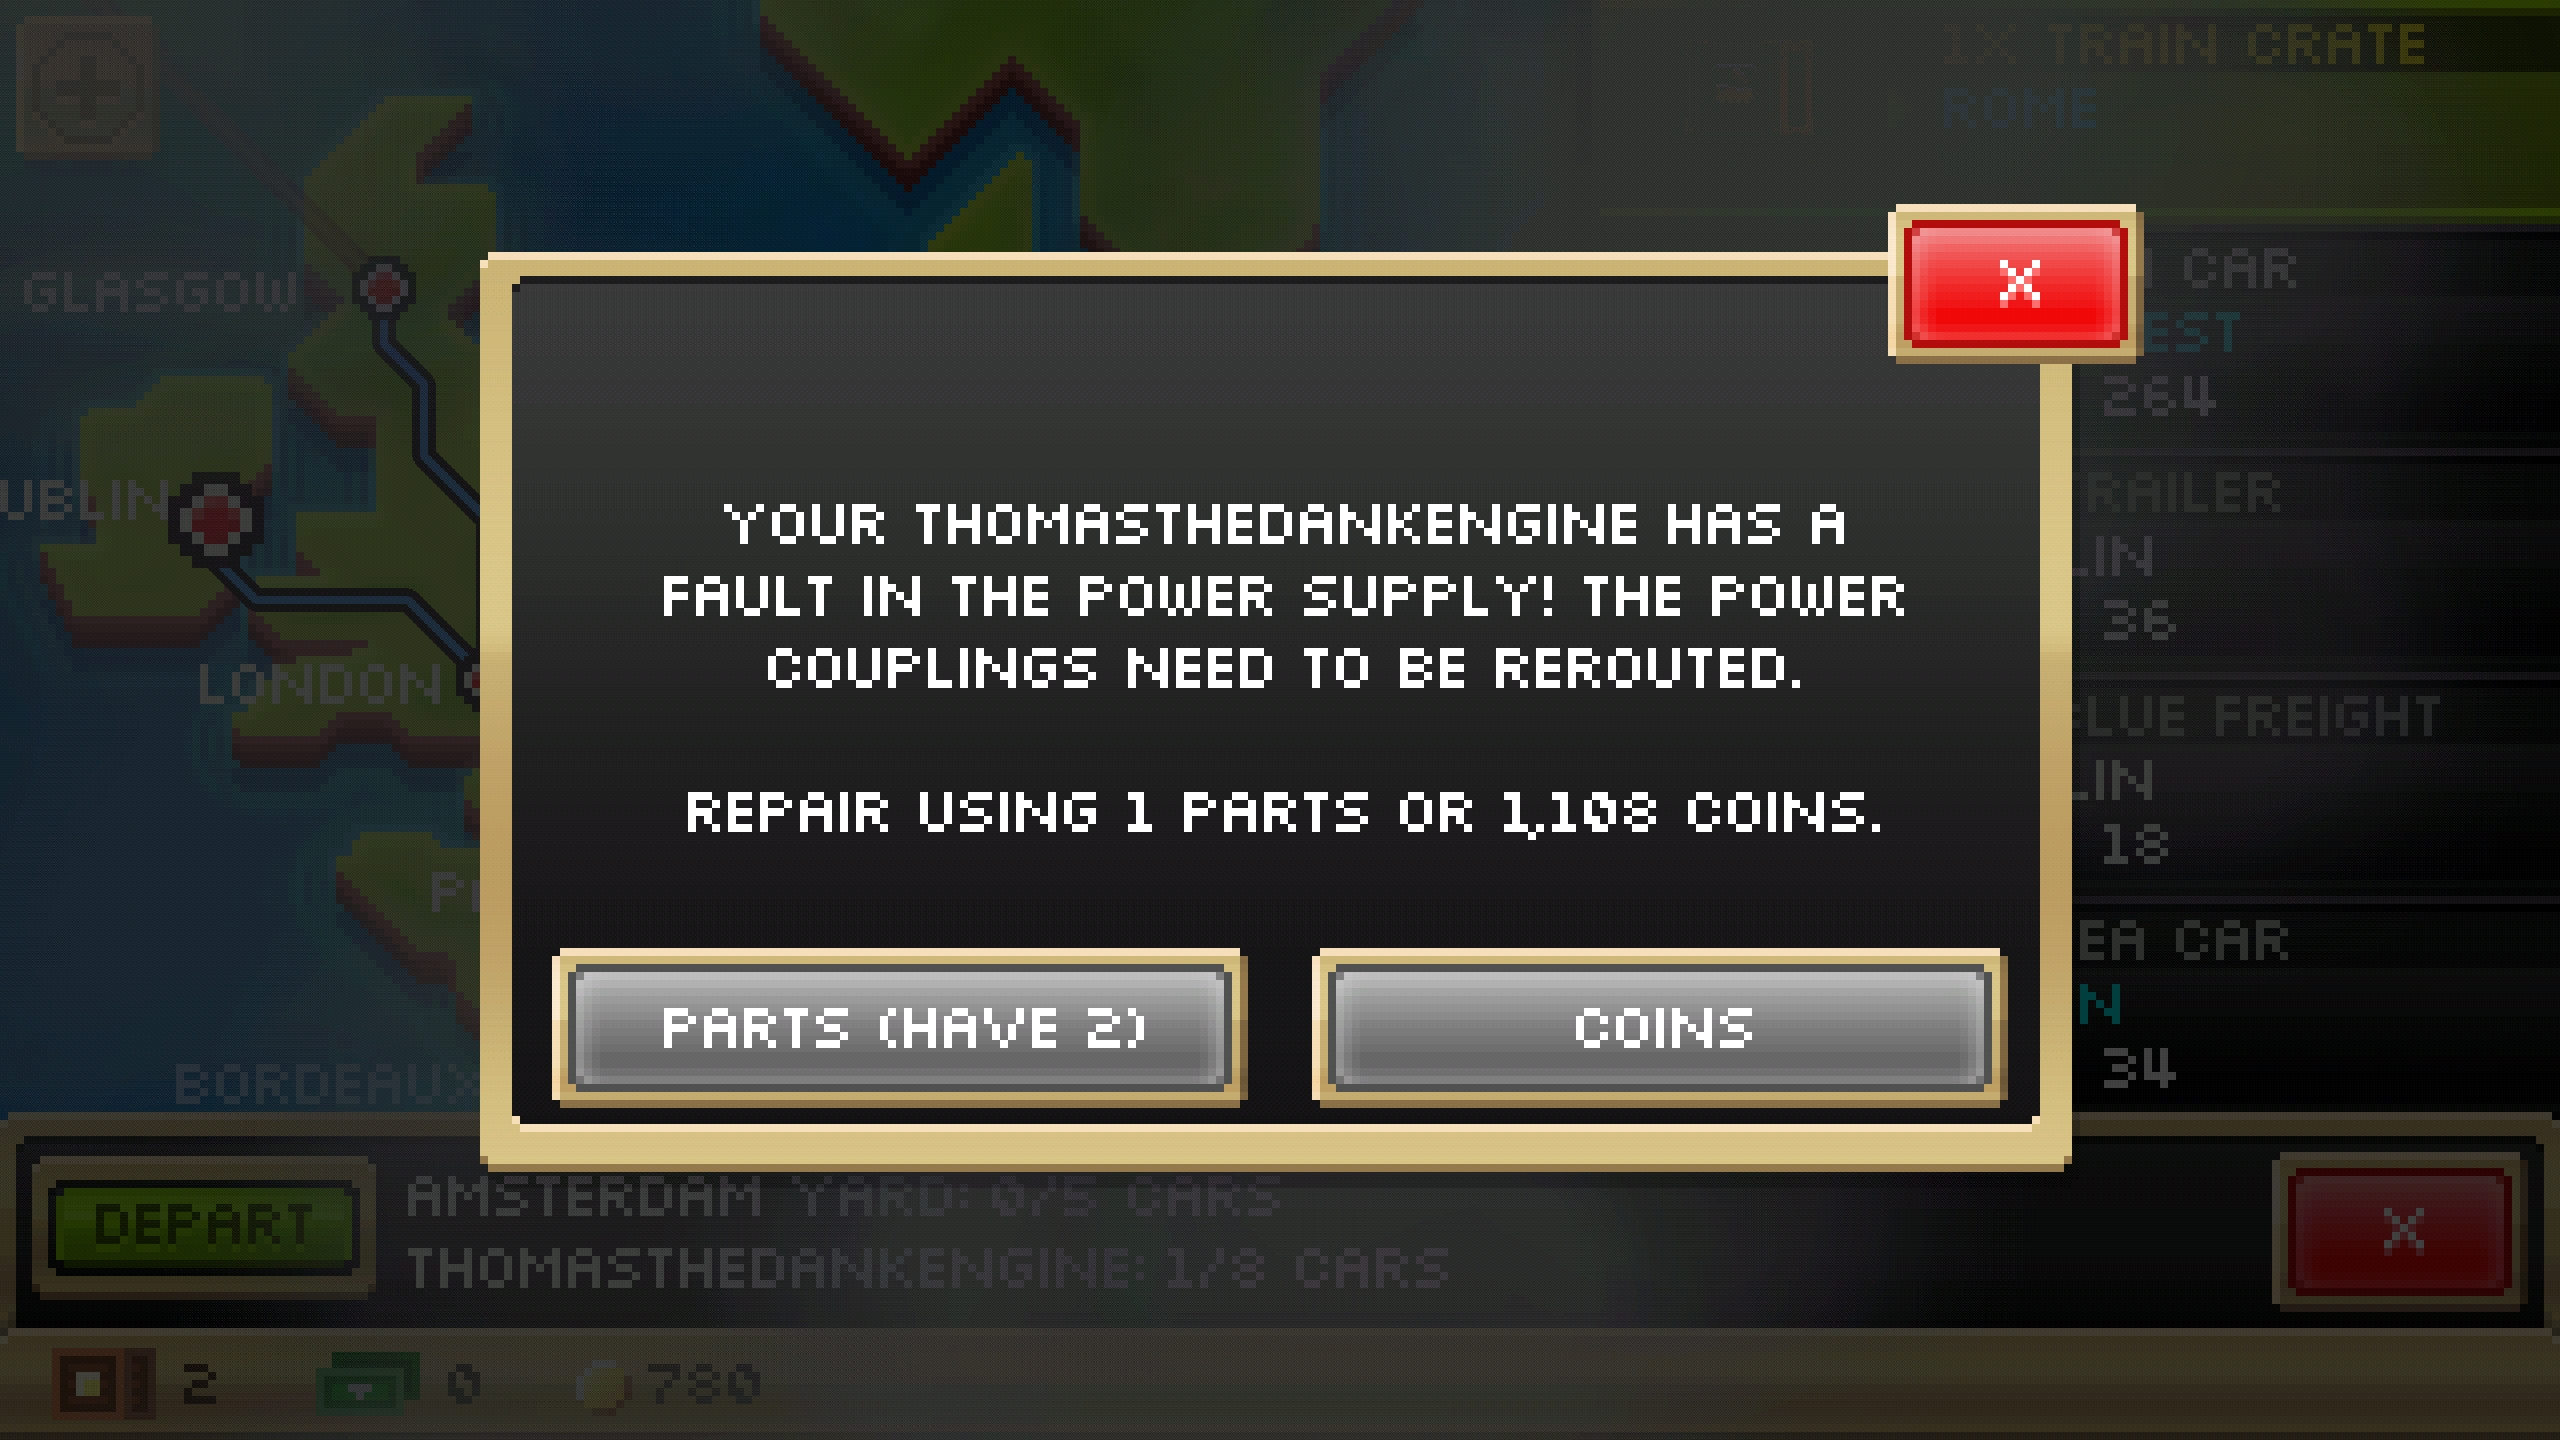 1X TRAIN CRATE
ROME
GLASGOW
CAR
EST
264
UBLIN
YOUR THOMASTHEDANKENGINE HAS A
FAULT IN THE POWER SUPPLY! THE POWER
COUPLINGS NEED TO BE REROUTED.
REPAIR USING 1 PARTS OR 1,108 COINS.
PARTS (HAVE 2)
COINS
X
RAILER
LIN
36
LONDON
LUE FREIGHT
LIN
18
P
EA CAR
N
34
BORDEAUX
DEPART
AMSTERDAM YARD: 0/5 CARS
THOMASTHEDANKENGINE: 1/8 CARS
X
2
0
780